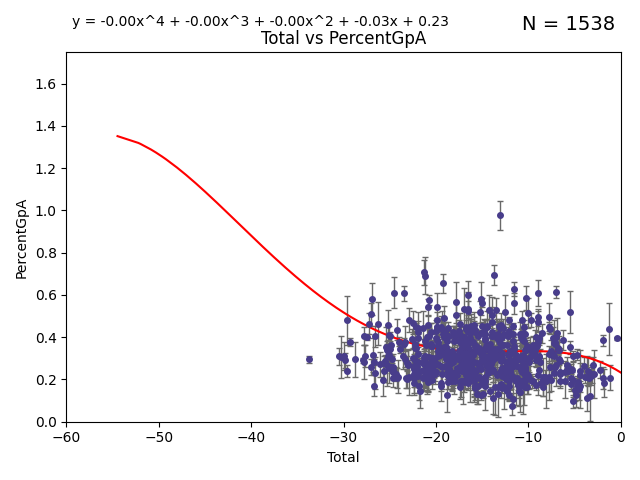 y = -0.00x^4 + -0.00x^3 + -0.00x^2 + -0.03x + 0.23
N = 1538
Total vs PercentGpA
PercentGpA
1.6
1.4
1.2
1.0
0.8
0.6
0.4
0.2
0.0
−60 −50 −40 −30 −20 −10 0
Total